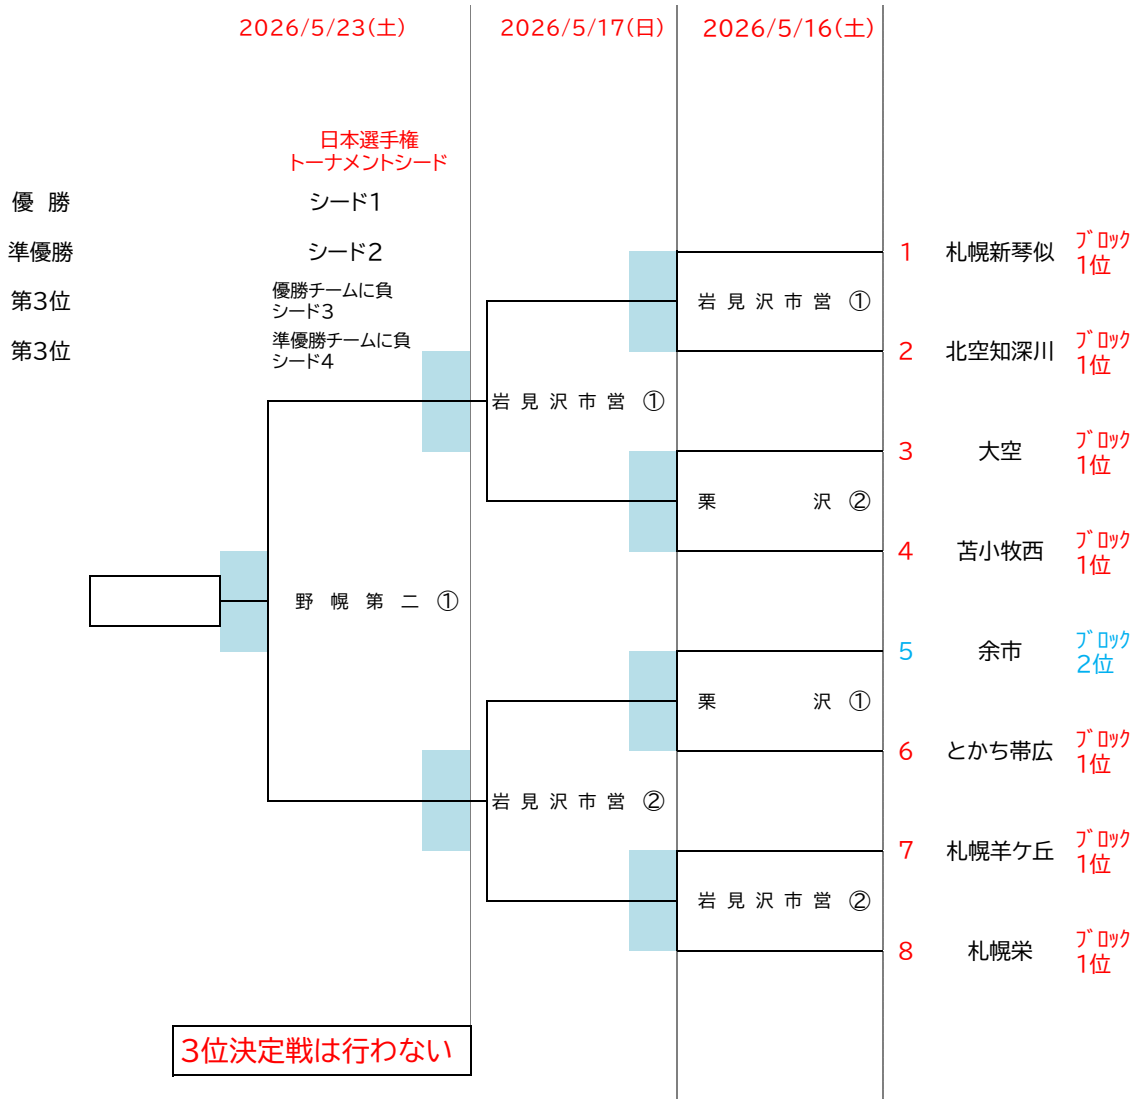 2026/5/23(土) 2026/5/17(日) 2026/5/16(土)
日本選手権
トーナメントシード
優 勝 シード1
準優勝 シード2
第3位 優勝チームに負
シード3
第3位 準優勝チームに負
シード4
1 札幌新琴似 ブロック
1位
岩見沢市営 ①
2 北空知深川 ブロック
1位
岩見沢市営 ①
3 大空 ブロック
1位
栗沢 ②
4 苫小牧西 ブロック
1位
野幌第二 ①
5 余市 ブロック
2位
栗沢 ①
6 とかち帯広 ブロック
1位
岩見沢市営 ②
7 札幌羊ケ丘 ブロック
1位
岩見沢市営 ②
8 札幌栄 ブロック
1位
3位決定戦は行わない